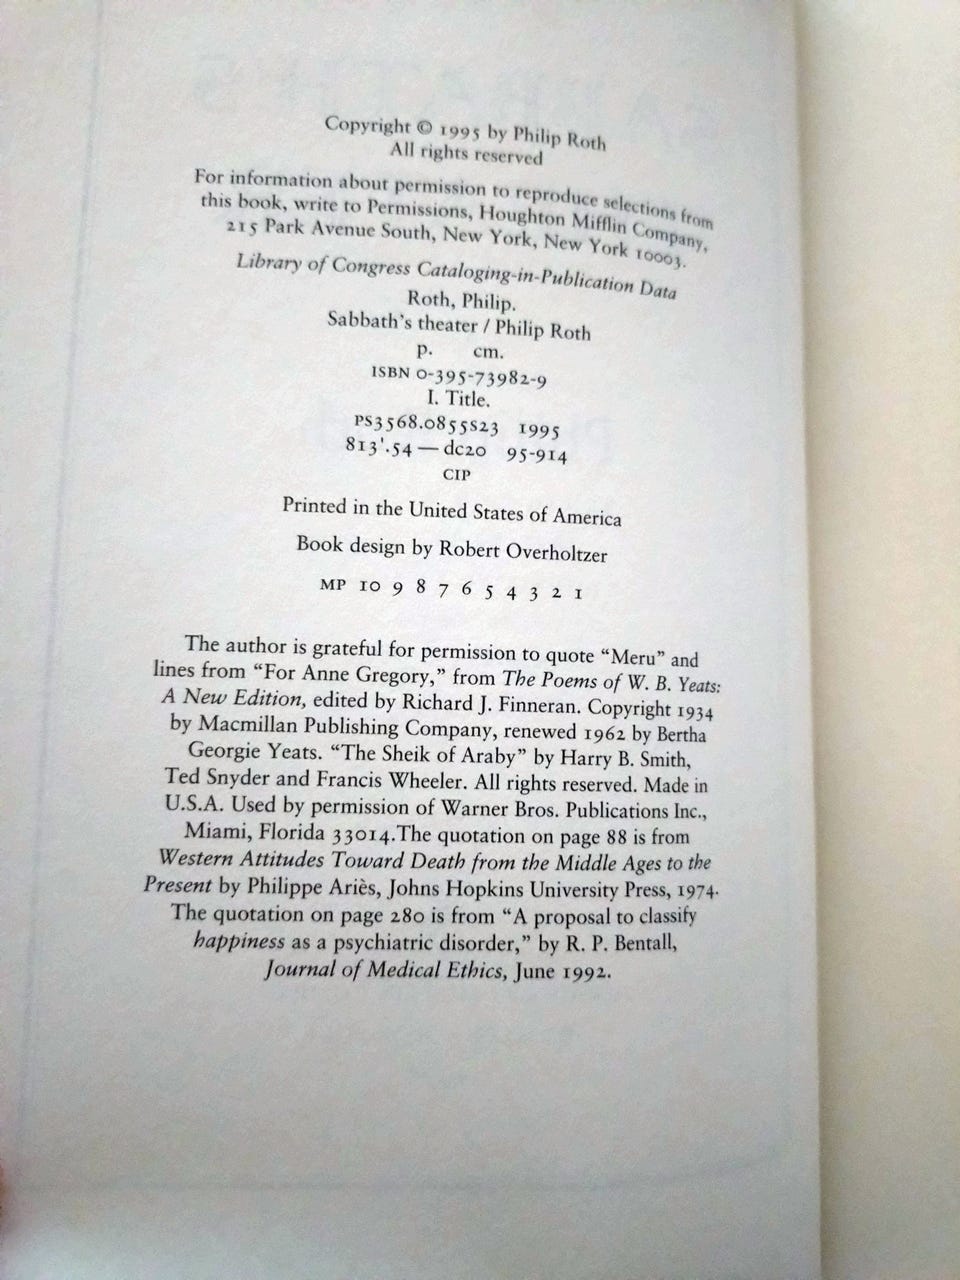 Copyright © 1995 by Philip Roth
All rights reserved
For information about permission to reproduce selections from
this book, write to Permissions, Houghton Mifflin Company,
215 Park Avenue South, New York, New York 10003.
Library of Congress Cataloging-in-Publication Data
Roth, Philip.
Sabbath's theater / Philip Roth
p. cm.
ISBN 0-395-73982-9
I. Title.
PS3568.0855S23 1995
813'.54 — dc20 95-914
CIP
Printed in the United States of America
Book design by Robert Overholtzer
MP 10 9 8 7 6 5 4 3 2 1
The author is grateful for permission to quote “Meru” and
lines from “For Anne Gregory,” from The Poems of W. B. Yeats:
A New Edition, edited by Richard J. Finneran. Copyright 1934
by Macmillan Publishing Company, renewed 1962 by Bertha
Georgie Yeats. “The Sheik of Araby” by Harry B. Smith,
Ted Snyder and Francis Wheeler. All rights reserved. Made in
U.S.A. Used by permission of Warner Bros. Publications Inc.,
Miami, Florida 33014.The quotation on page 88 is from
Western Attitudes Toward Death from the Middle Ages to the
Present by Philippe Ariès, Johns Hopkins University Press, 1974.
The quotation on page 280 is from “A proposal to classify
happiness as a psychiatric disorder,” by R. P. Bentall,
Journal of Medical Ethics, June 1992.